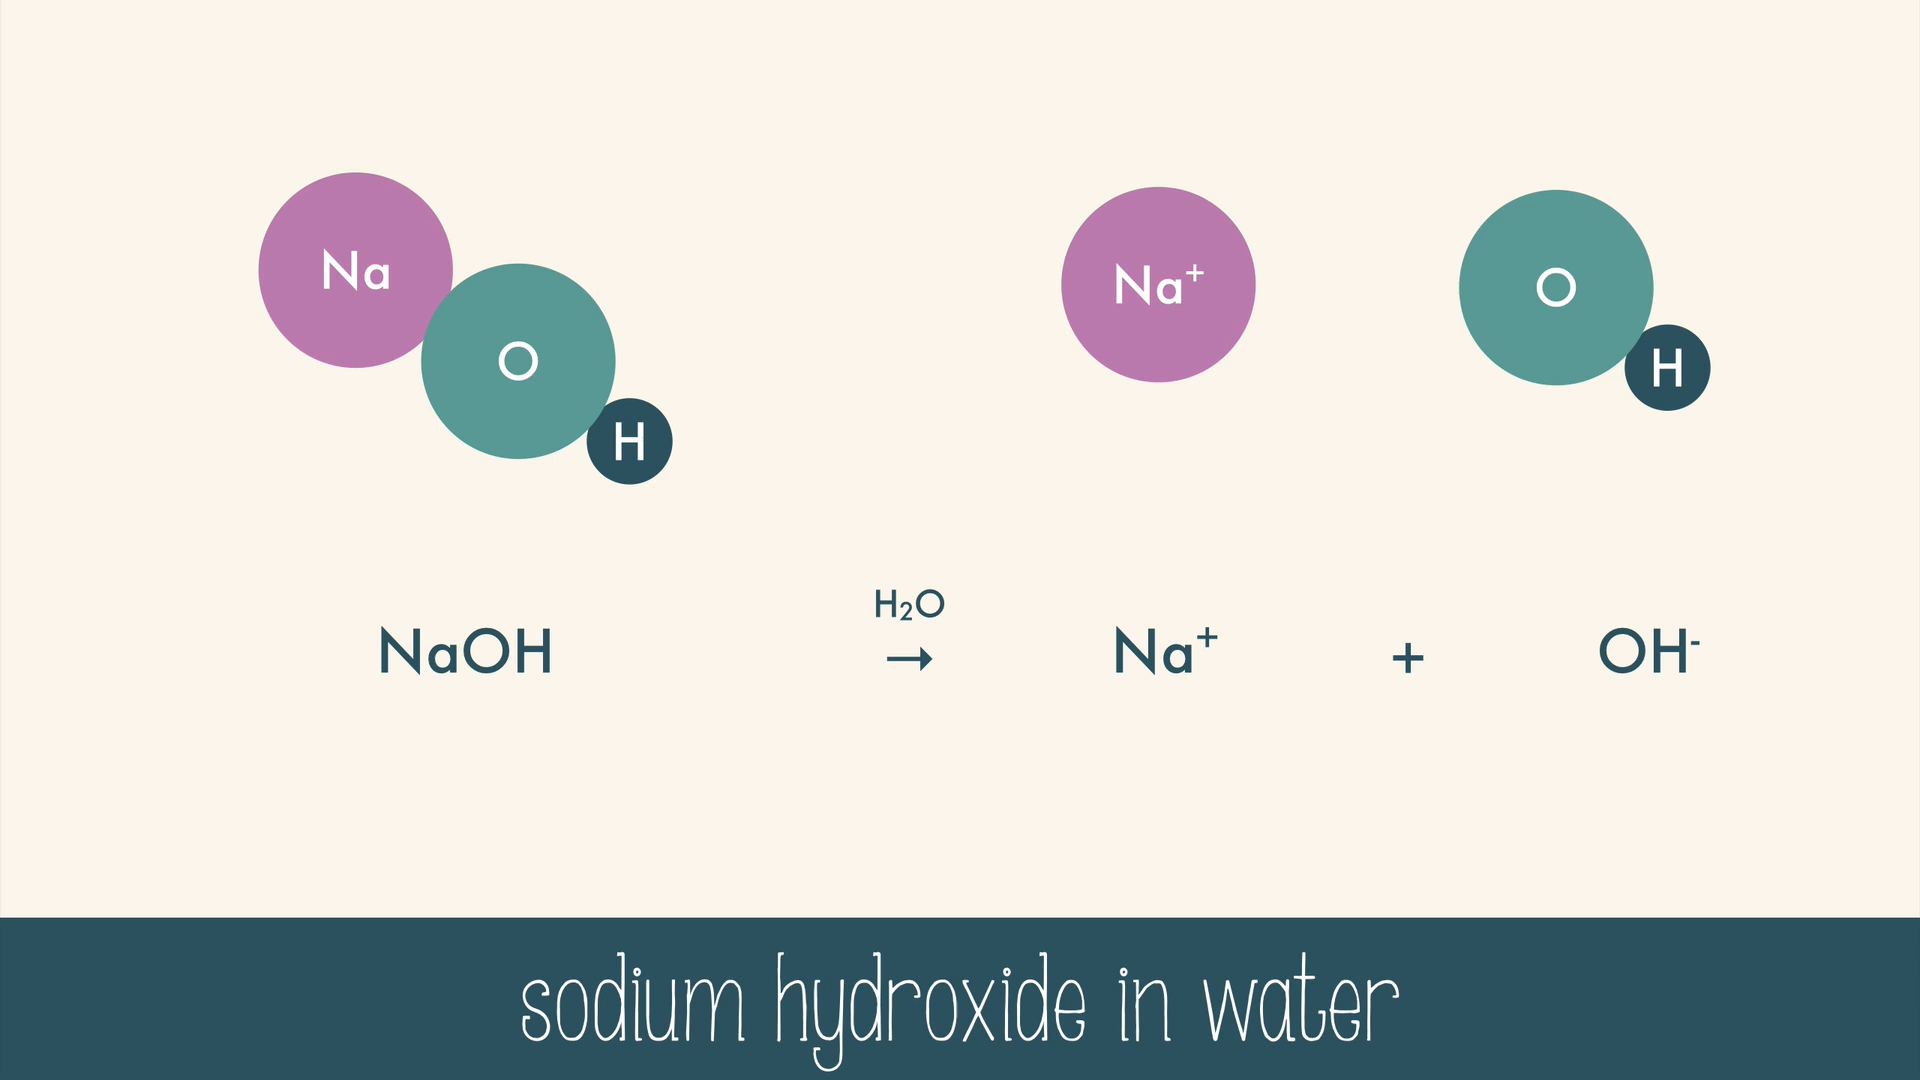 Na
O
H
Na⁺
O
H
H₂O
NaOH → Na⁺ + OH⁻
sodium hydroxide in water